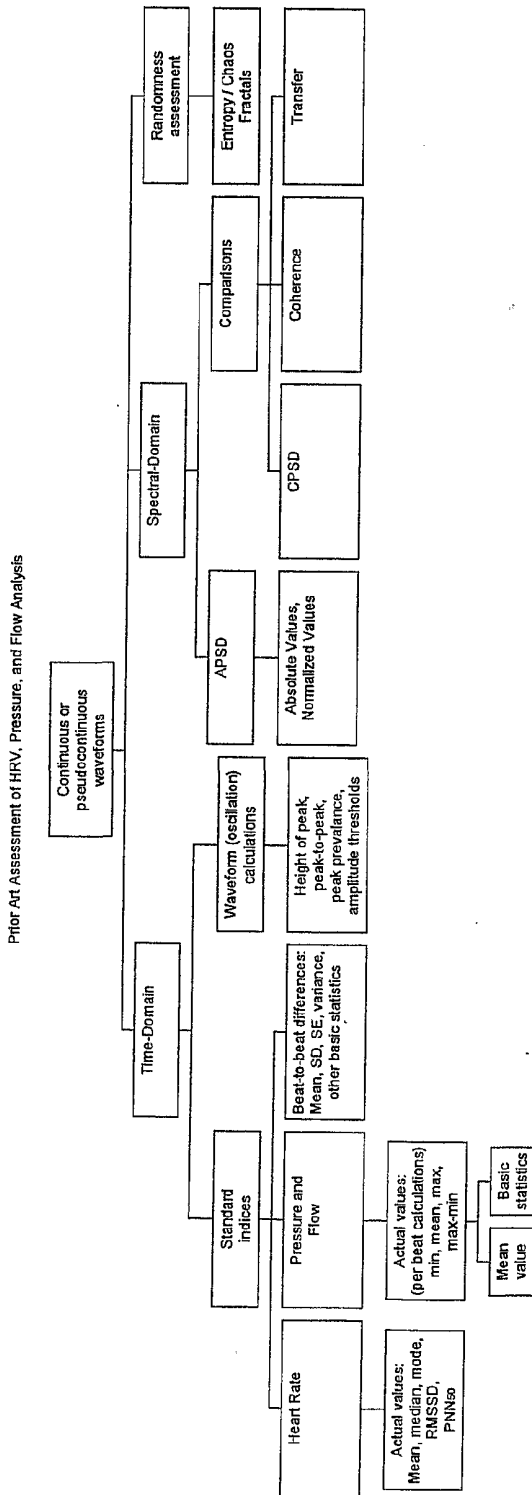 Prior Art Assessment of HRV, Pressure, and Flow Analysis
Continuous or
pseudocontinuous
waveforms
Time-Domain
Spectral-Domain
Randomness
assessment
Standard
indices
Waveform (oscillation)
calculations
APSD
Comparisons
Entropy / Chaos
Fractals
Heart Rate
Pressure and
Flow
Beat-to-beat differences:
Mean, SD, SE, variance,
other basic statistics
Height of peak,
peak-to-peak,
peak prevalance,
amplitude thresholds
Absolute Values,
Normalized Values
CPSD
Coherence
Transfer
Actual values:
Mean, median, mode,
RMSSD,
PNN50
Actual values:
(per beat calculations)
min, mean, max,
max-min
Mean
value
Basic
statistics